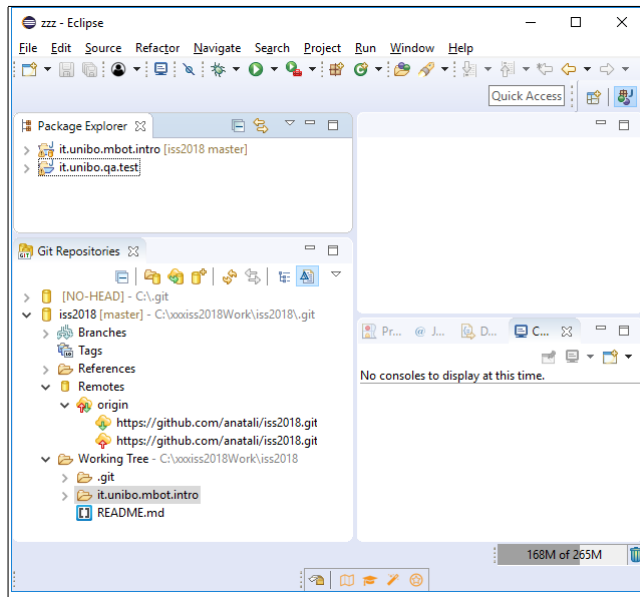 zzz - Eclipse
File Edit Source Refactor Navigate Search Project Run Window Help
Quick Access
Package Explorer
it.unibo.mbot.intro [iss2018 master]
it.unibo.qa.test
Git Repositories
[NO-HEAD] - C:\.git
iss2018 [master] - C:\xxxiss2018Work\iss2018\.git
Branches
Tags
References
Remotes
origin
https://github.com/anatali/iss2018.git
https://github.com/anatali/iss2018.git
Working Tree - C:\xxxiss2018Work\iss2018
.git
it.unibo.mbot.intro
README.md
Pr... @ J... D... C...
No consoles to display at this time.
168M of 265M